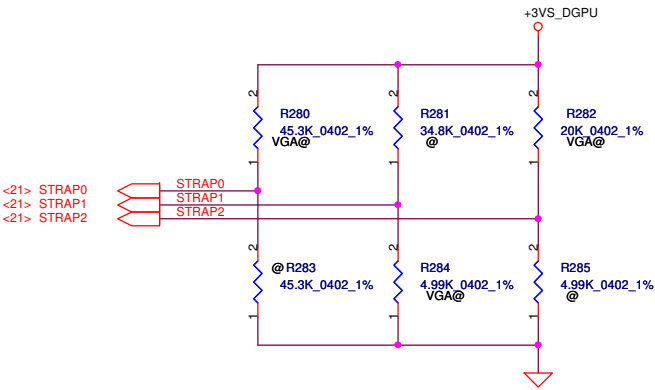 +3VS_DGPU
2
2
2
R280
R281
R282
45.3K_0402_1%
34.8K_0402_1%
20K_0402_1%
VGA@
@
VGA@
1
1
1
<21> STRAP0
STRAP0
<21> STRAP1
STRAP1
<21> STRAP2
STRAP2
2
2
2
@ R283
R284
R285
45.3K_0402_1%
4.99K_0402_1%
4.99K_0402_1%
VGA@
@
1
1
1